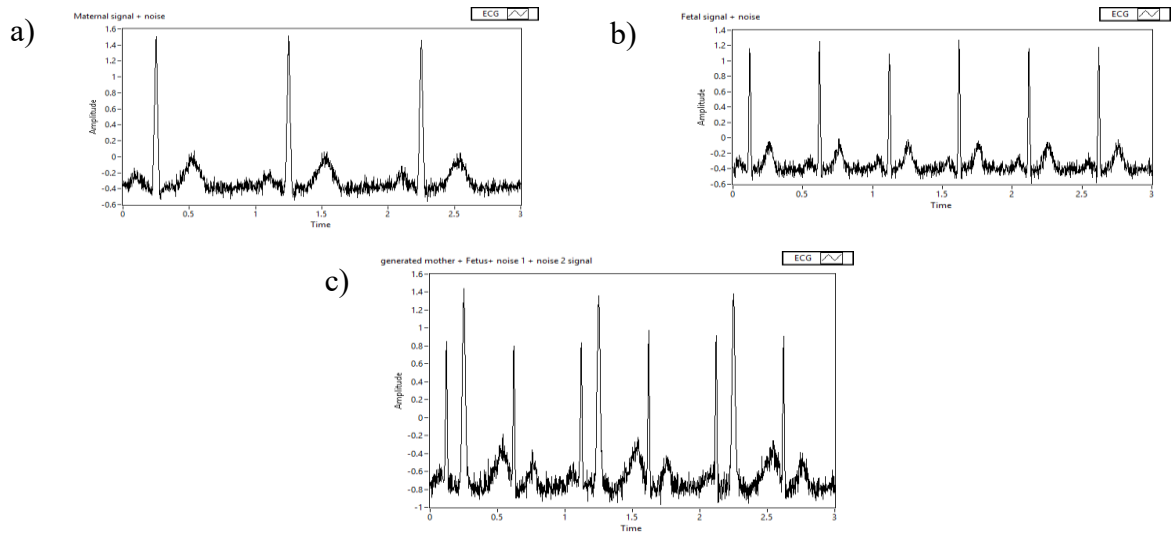 a)
Maternal signal + noise
ECG
1.6
1.4
1.2
1
0.8
0.6
0.4
0.2
0
-0.2
-0.4
-0.6
Amplitude
0 0.5 1 1.5 2 2.5 3
Time
b)
Fetal signal + noise
ECG
1.4
1.2
1
0.8
0.6
0.4
0.2
0
-0.2
-0.4
-0.6
Amplitude
0 0.5 1 1.5 2 2.5 3
Time
c)
generated mother + Fetus+ noise 1 + noise 2 signal
ECG
1.6
1.4
1.2
1
0.8
0.6
0.4
0.2
0
-0.2
-0.4
-0.6
-0.8
-1
Amplitude
0 0.5 1 1.5 2 2.5 3
Time